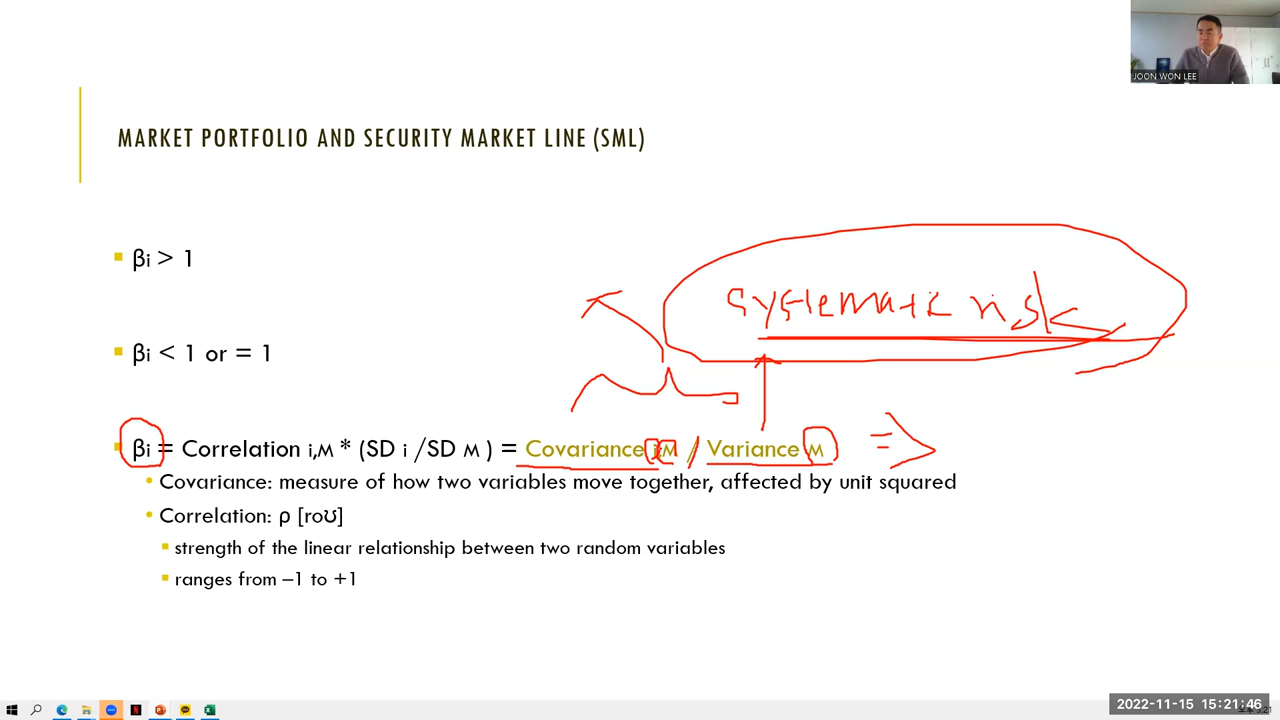 JOON WON LEE
MARKET PORTFOLIO AND SECURITY MARKET LINE (SML)
βi > 1
systematic risk
βi < 1 or = 1
βi = Correlation i,M * (SD i /SD M ) = Covariance i,M / Variance M =>
Covariance: measure of how two variables move together, affected by unit squared
Correlation: ρ [roʊ]
strength of the linear relationship between two random variables
ranges from –1 to +1
2022-11-15 15:21:46